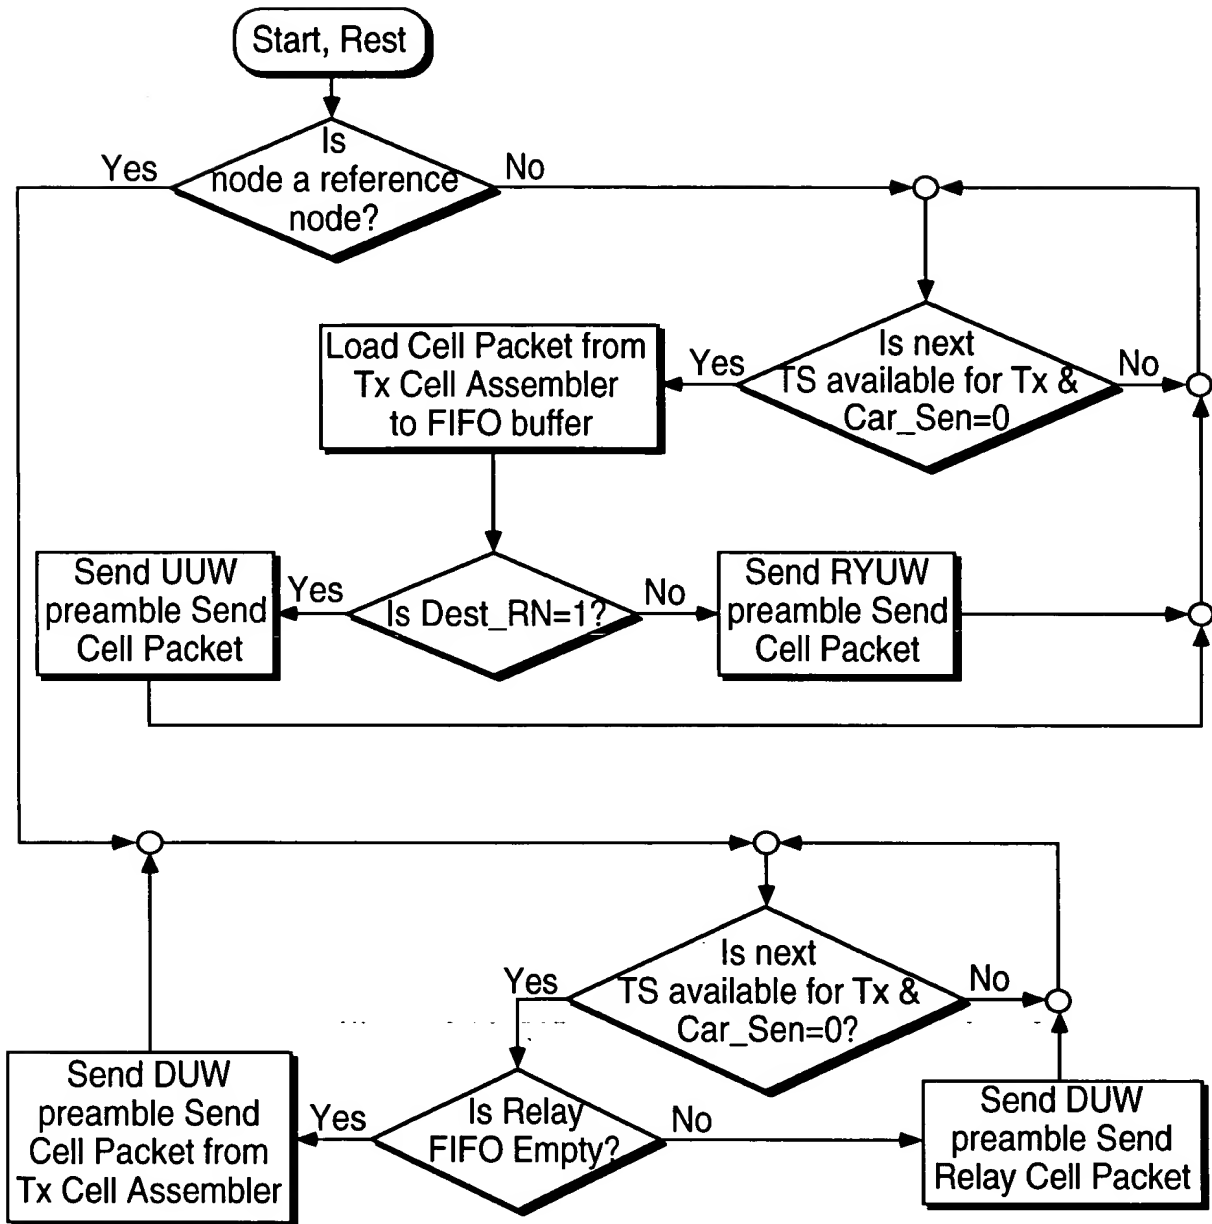 Start, Rest
Is
node a reference
node?
Yes
No
Is next
TS available for Tx &
Car_Sen=0
Yes
No
Load Cell Packet from
Tx Cell Assembler
to FIFO buffer
Is Dest_RN=1?
Yes
No
Send UUW
preamble Send
Cell Packet
Send RYUW
preamble Send
Cell Packet
Is next
TS available for Tx &
Car_Sen=0?
Yes
No
Is Relay
FIFO Empty?
Yes
No
Send DUW
preamble Send
Cell Packet from
Tx Cell Assembler
Send DUW
preamble Send
Relay Cell Packet